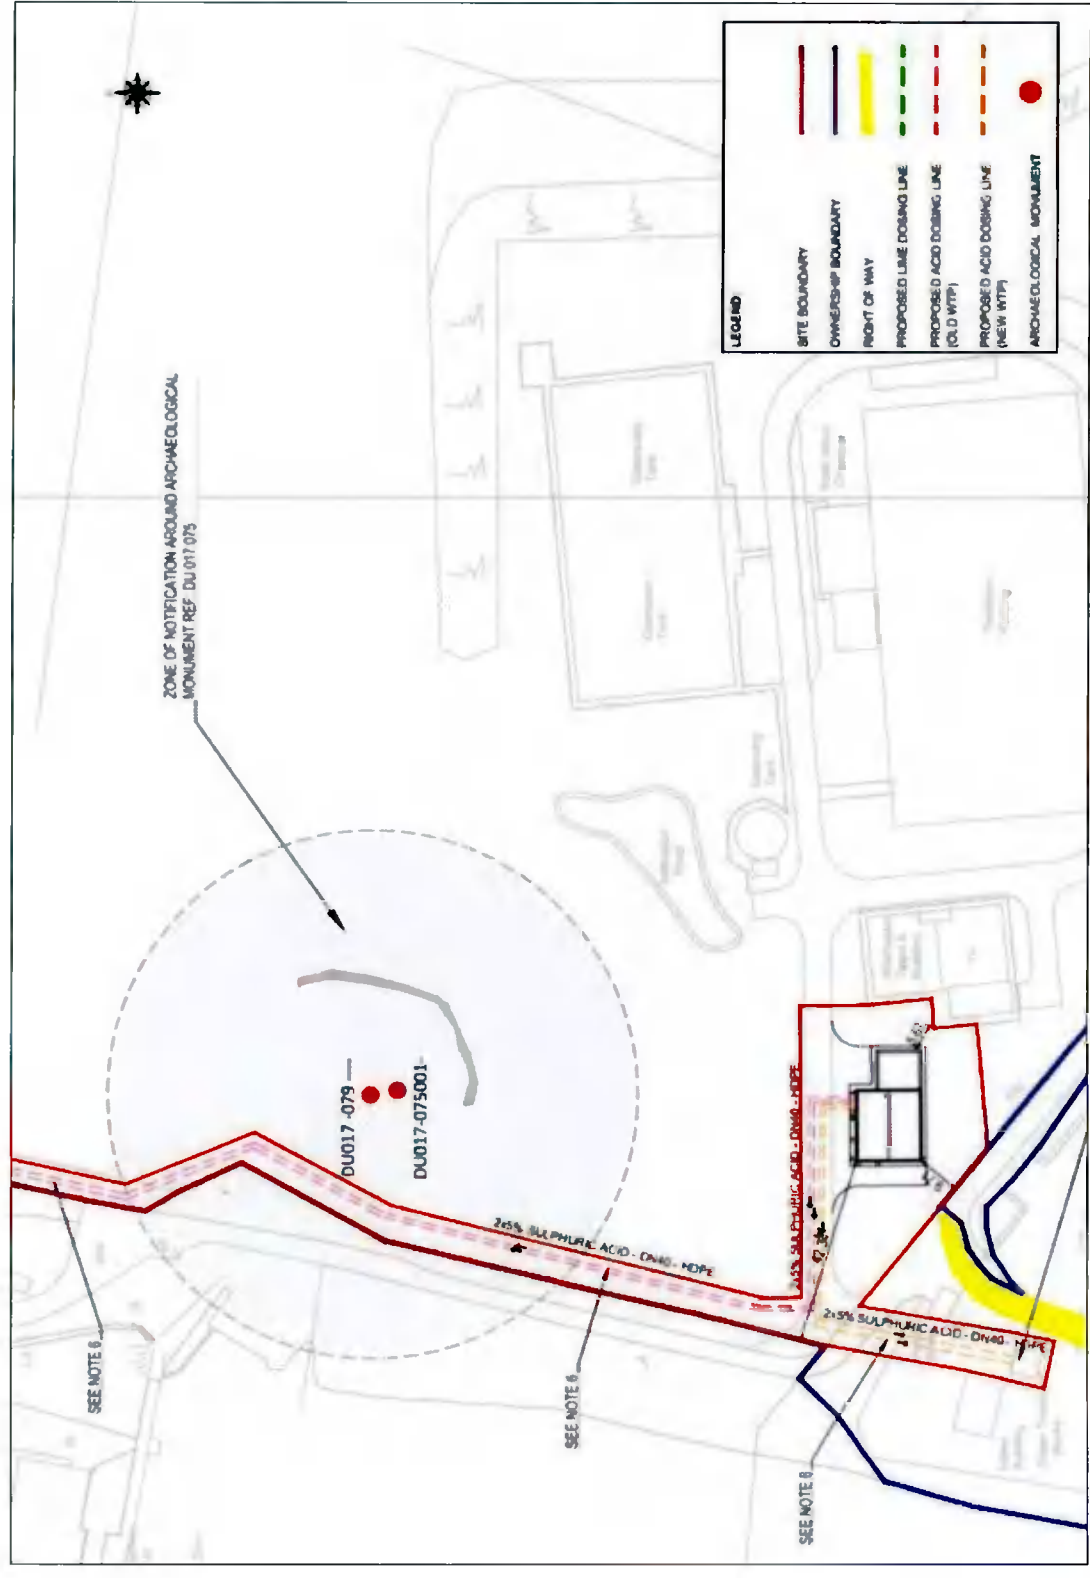 ZONE OF NOTIFICATION AROUND ARCHAEOLOGICAL
MONUMENT REF DU 017 075
DU017-079
DU017-075001
SEE NOTE 6
SEE NOTE 6
SEE NOTE 6
2x5% SULPHURIC ACID - DN40 - HDPE
2x5% SULPHURIC ACID - DN40 - HDPE
2x5% SULPHURIC ACID - DN40 - HDPE
LEGEND
SITE BOUNDARY
OWNERSHIP BOUNDARY
RIGHT OF WAY
PROPOSED LIME DOSING LINE
PROPOSED ACID DOSING LINE
(OLD WTP)
PROPOSED ACID DOSING LINE
(NEW WTP)
ARCHAEOLOGICAL MONUMENT